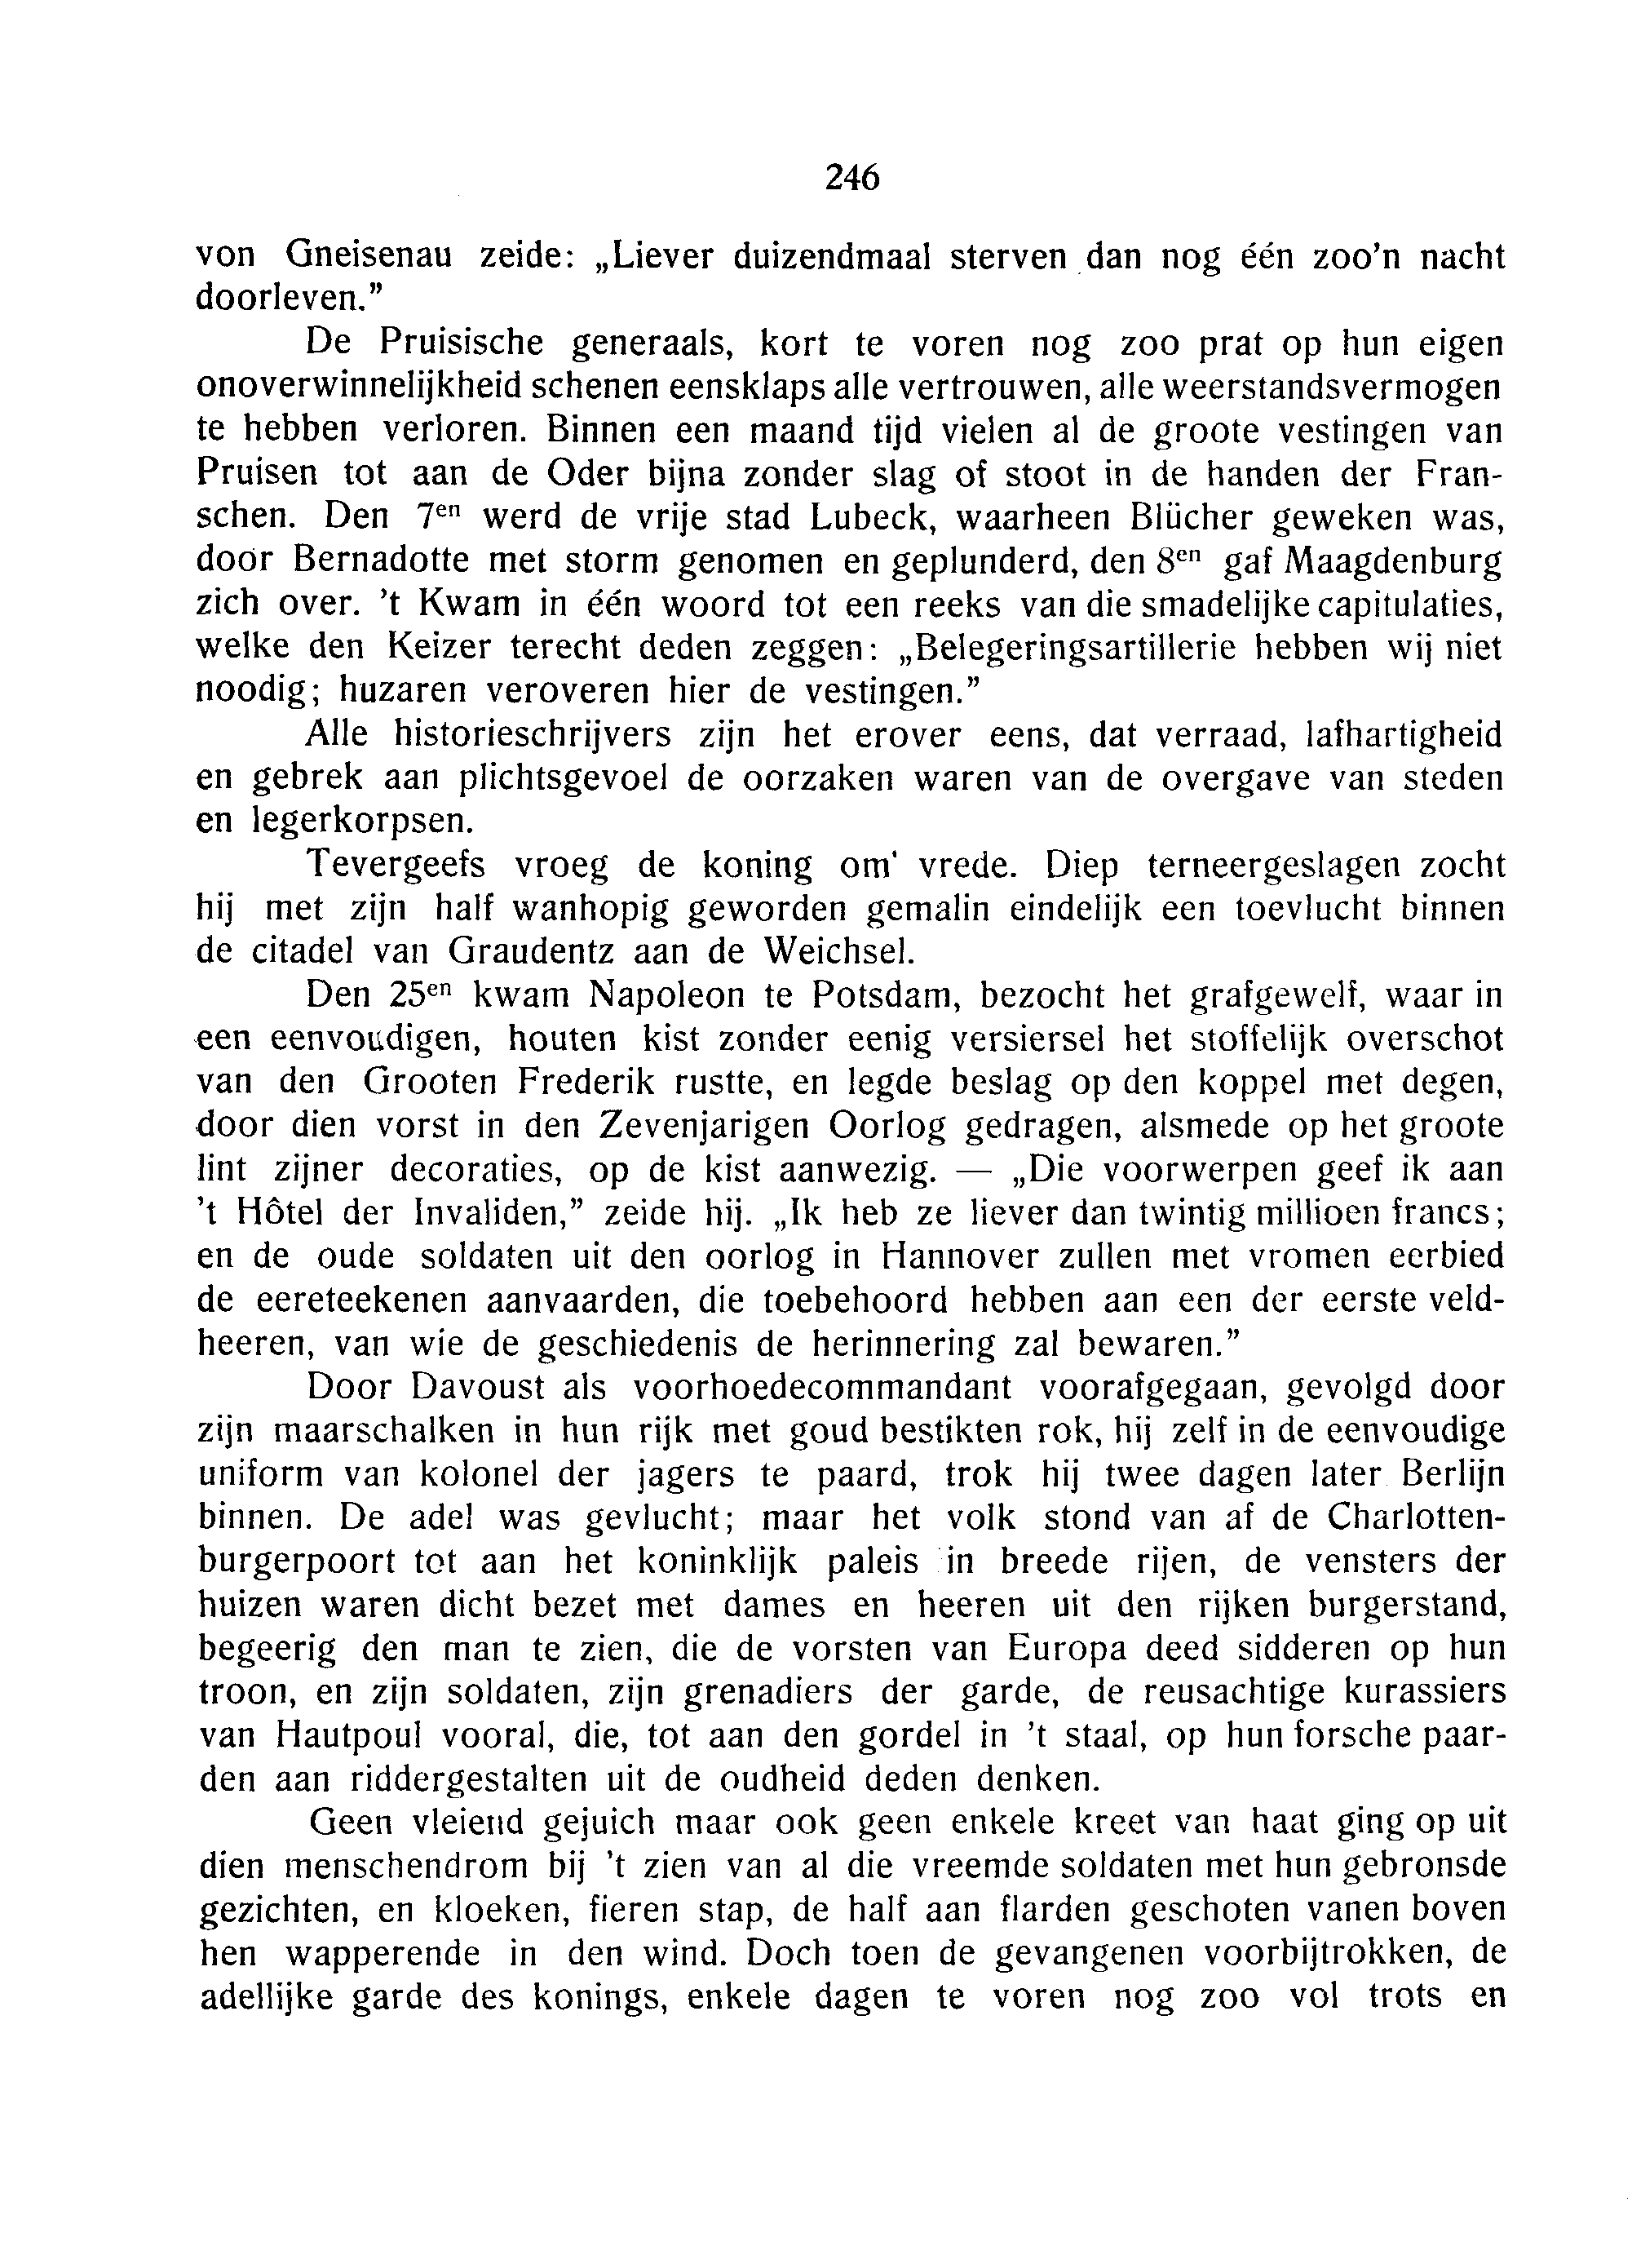 246
von Gneisenau zeide: „Liever duizendmaal sterven dan nog één zoo'n nacht
doorleven.”
De Pruisische generaals, kort te voren nog zoo prat op hun eigen
onoverwinnelijkheid schenen eensklaps alle vertrouwen, alle weerstandsvermogen
te hebben verloren. Binnen een maand tijd vielen al de groote vestingen van
Pruisen tot aan de Oder bijna zonder slag of stoot in de handen der Fran-
schen. Den 7en werd de vrije stad Lubeck, waarheen Blücher geweken was,
door Bernadotte met storm genomen en geplunderd, den 8en gaf Maagdenburg
zich over. 't Kwam in één woord tot een reeks van die smadelijke capitulaties,
welke den Keizer terecht deden zeggen: „Belegeringsartillerie hebben wij niet
noodig; huzaren veroveren hier de vestingen.”
Alle historieschrijvers zijn het erover eens, dat verraad, lafhartigheid
en gebrek aan plichtsgevoel de oorzaken waren van de overgave van steden
en legerkorpsen.
Tevergeefs vroeg de koning om' vrede. Diep terneergeslagen zocht
hij met zijn half wanhopig geworden gemalin eindelijk een toevlucht binnen
de citadel van Graudentz aan de Weichsel.
Den 25en kwam Napoleon te Potsdam, bezocht het grafgewelf, waar in
een eenvoudigen, houten kist zonder eenig versiersel het stoffelijk overschot
van den Grooten Frederik rustte, en legde beslag op den koppel met degen,
door dien vorst in den Zevenjarigen Oorlog gedragen, alsmede op het groote
lint zijner decoraties, op de kist aanwezig. — „Die voorwerpen geef ik aan
't Hôtel der Invaliden,” zeide hij. „Ik heb ze liever dan twintig millioen francs;
en de oude soldaten uit den oorlog in Hannover zullen met vromen eerbied
de eereteekenen aanvaarden, die toebehoord hebben aan een der eerste veld-
heeren, van wie de geschiedenis de herinnering zal bewaren.”
Door Davoust als voorhoedecommandant voorafgegaan, gevolgd door
zijn maarschalken in hun rijk met goud bestikten rok, hij zelf in de eenvoudige
uniform van kolonel der jagers te paard, trok hij twee dagen later Berlijn
binnen. De adel was gevlucht; maar het volk stond van af de Charlotten-
burgerpoort tot aan het koninklijk paleis in breede rijen, de vensters der
huizen waren dicht bezet met dames en heeren uit den rijken burgerstand,
begeerig den man te zien, die de vorsten van Europa deed sidderen op hun
troon, en zijn soldaten, zijn grenadiers der garde, de reusachtige kurassiers
van Hautpoul vooral, die, tot aan den gordel in 't staal, op hun forsche paar-
den aan riddergestalten uit de oudheid deden denken.
Geen vleiend gejuich maar ook geen enkele kreet van haat ging op uit
dien menschendrom bij 't zien van al die vreemde soldaten met hun gebronsde
gezichten, en kloeken, fieren stap, de half aan flarden geschoten vanen boven
hen wapperende in den wind. Doch toen de gevangenen voorbijtrokken, de
adellijke garde des konings, enkele dagen te voren nog zoo vol trots en